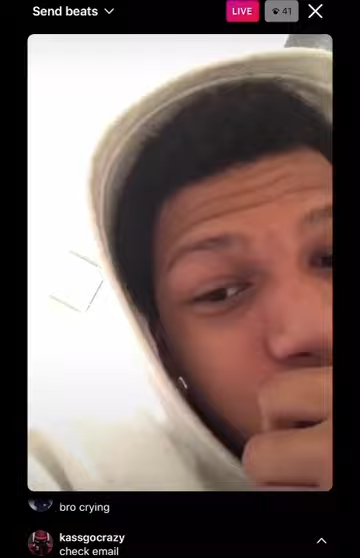 Send beats
LIVE
41
bro crying
kassgocrazy
check email